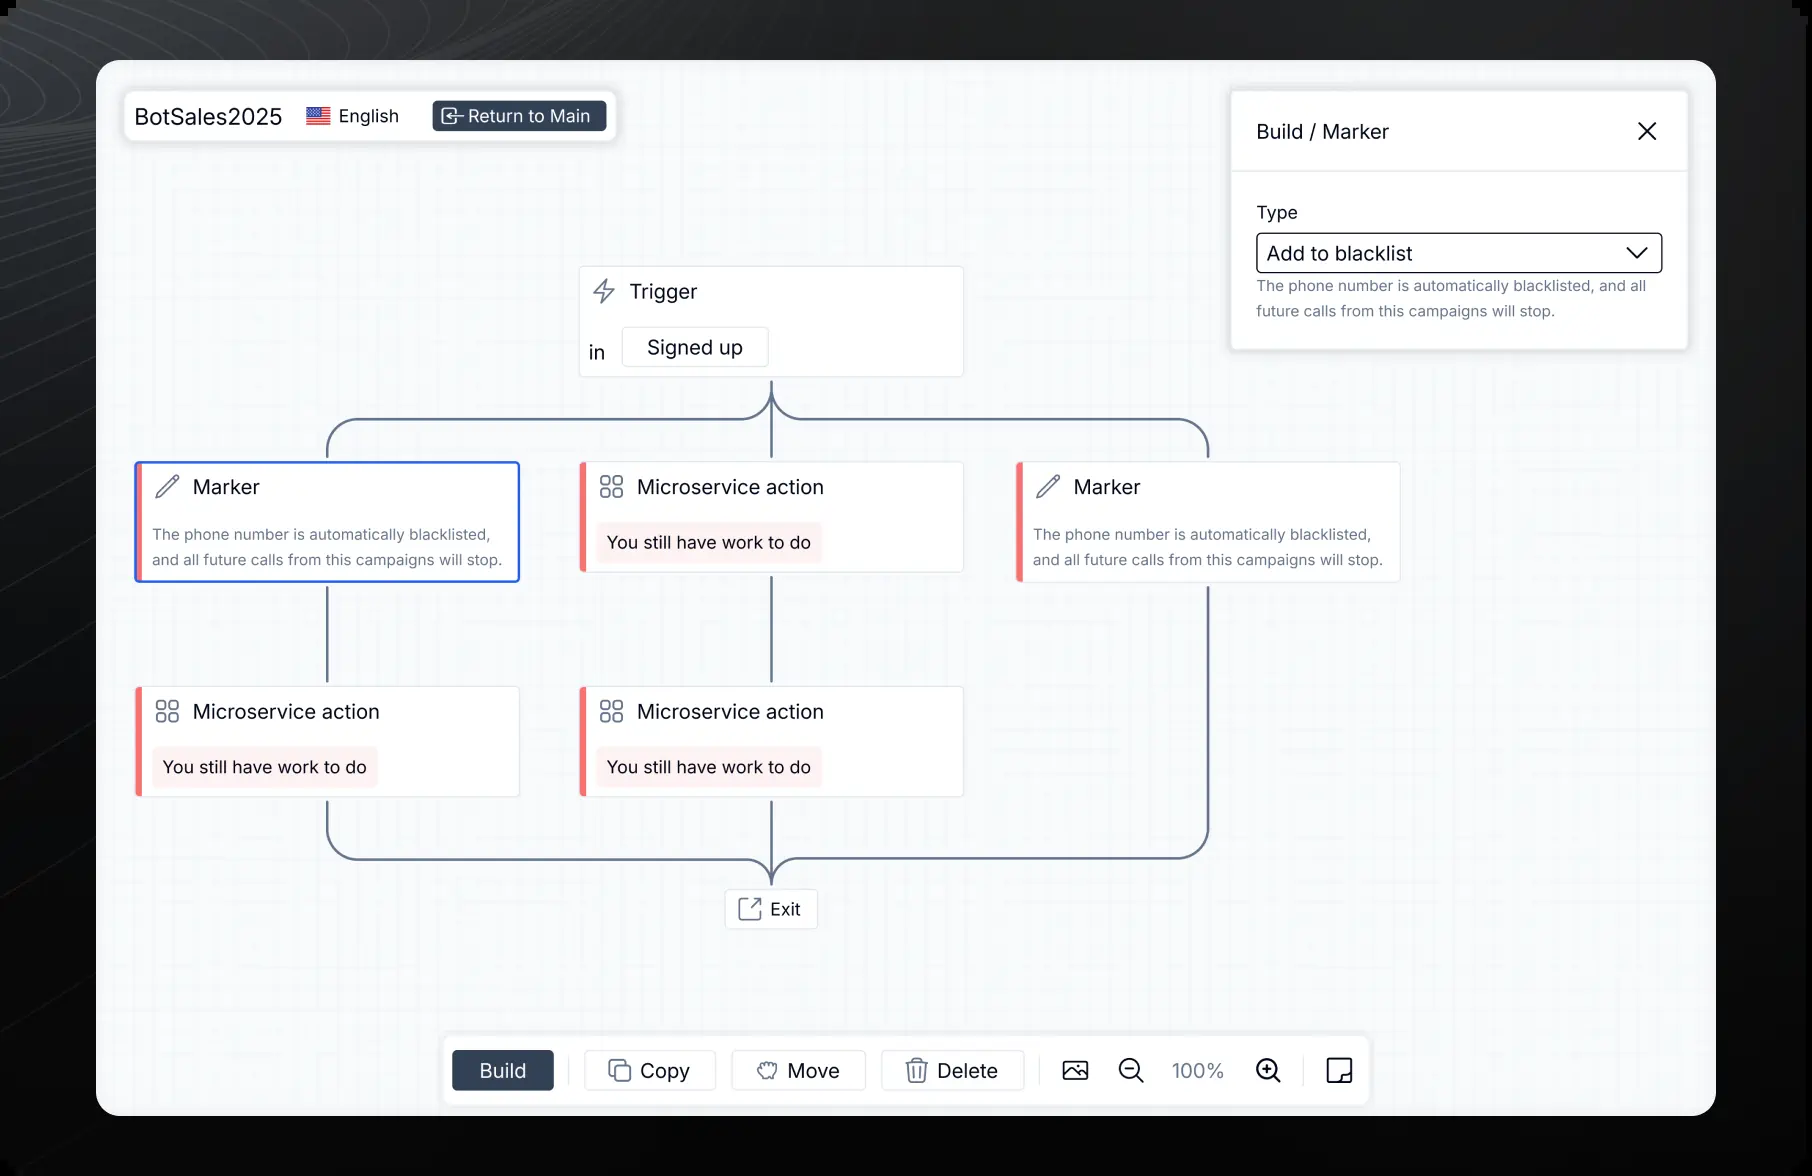 BotSales2025
English
Return to Main
Build / Marker
Type
Add to blacklist
The phone number is automatically blacklisted, and all
future calls from this campaigns will stop.
Trigger
in
Signed up
Marker
The phone number is automatically blacklisted,
and all future calls from this campaigns will stop.
Microservice action
You still have work to do
Marker
The phone number is automatically blacklisted,
and all future calls from this campaigns will stop.
Microservice action
You still have work to do
Microservice action
You still have work to do
Exit
Build
Copy
Move
Delete
100%